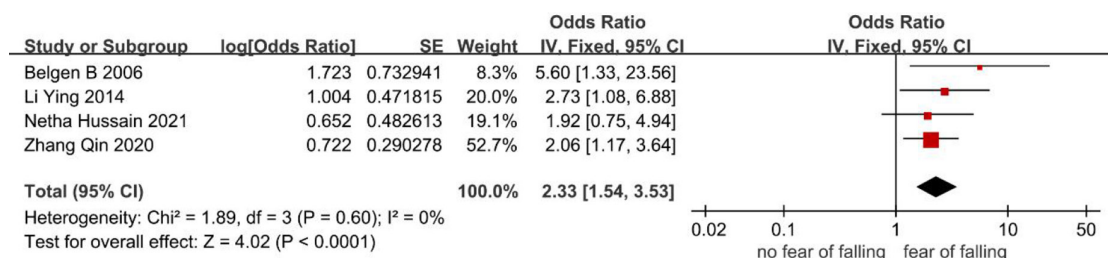 Odds Ratio Odds Ratio
Study or Subgroup log[Odds Ratio] SE Weight IV, Fixed, 95% CI IV, Fixed, 95% CI
Belgen B 2006 1.723 0.732941 8.3% 5.60 [1.33, 23.56]
Li Ying 2014 1.004 0.471815 20.0% 2.73 [1.08, 6.88]
Netha Hussain 2021 0.652 0.482613 19.1% 1.92 [0.75, 4.94]
Zhang Qin 2020 0.722 0.290278 52.7% 2.06 [1.17, 3.64]
Total (95% CI) 100.0% 2.33 [1.54, 3.53]
Heterogeneity: Chi² = 1.89, df = 3 (P = 0.60); I² = 0%
Test for overall effect: Z = 4.02 (P < 0.0001)
0.02 0.1 1 10 50
no fear of falling fear of falling